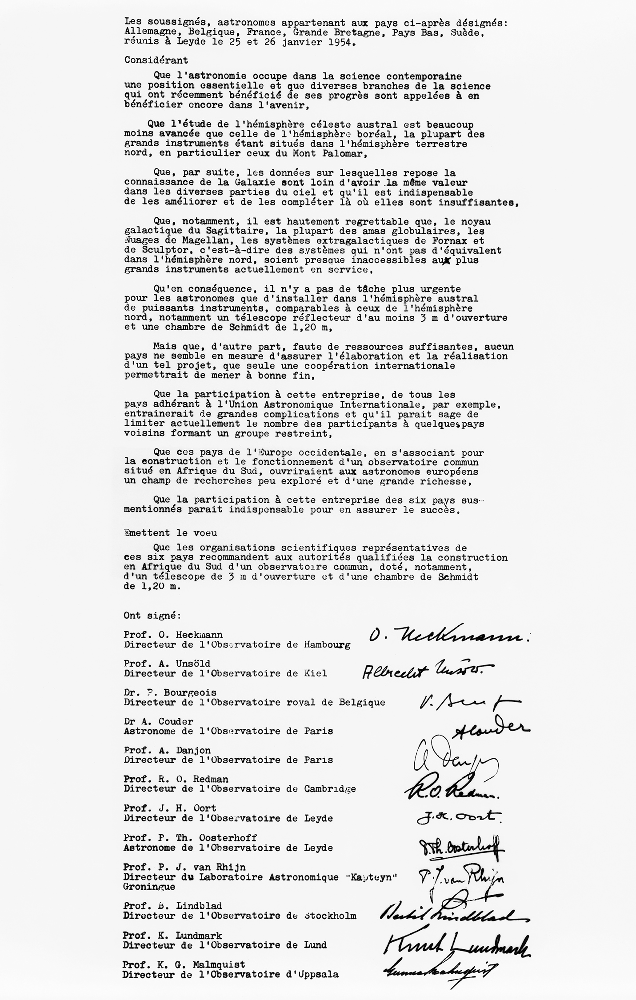 Les soussignés, astronomes appartenant aux pays ci-après désignés:
Allemagne, Belgique, France, Grande Bretagne, Pays Bas, Suède,
réunis à Leyde le 25 et 26 janvier 1954,
Considérant
Que l'astronomie occupe dans la science contemporaine
une position essentielle et que diverses branches de la science
qui ont récemment bénéficié de ses progrès sont appelées à en
bénéficier encore dans l'avenir,
Que l'étude de l'hémisphère céleste austral est beaucoup
moins avancée que celle de l'hémisphère boréal, la plupart des
grands instruments étant situés dans l'hémisphère terrestre
nord, en particulier ceux du Mont Palomar,
Que, par suite, les données sur lesquelles repose la
connaissance de la Galaxie sont loin d'avoir la même valeur
dans les diverses parties du ciel et qu'il est indispensable
de les améliorer et de les compléter là où elles sont insuffisantes,
Que, notamment, il est hautement regrettable que, le noyau
galactique du Sagittaire, la plupart des amas globulaires, les
Nuages de Magellan, les systèmes extragalactiques de Fornax et
de Sculptor, c'est-à-dire des systèmes qui n'ont pas d'équivalent
dans l'hémisphère nord, soient presque inaccessibles aux plus
grands instruments actuellement en service,
Qu'en conséquence, il n'y a pas de tâche plus urgente
pour les astronomes que d'installer dans l'hémisphère austral
de puissants instruments, comparables à ceux de l'hémisphère
nord, notamment un télescope réflecteur d'au moins 3 m d'ouverture
et une chambre de Schmidt de 1,20 m,
Mais que, d'autre part, faute de ressources suffisantes, aucun
pays ne semble en mesure d'assurer l'élaboration et la réalisation
d'un tel projet, que seule une coopération internationale
permettrait de mener à bonne fin,
Que la participation à cette entreprise, de tous les
pays adhérant à l'Union Astronomique Internationale, par exemple,
entrainerait de grandes complications et qu'il parait sage de
limiter actuellement le nombre des participants à quelques pays
voisins formant un groupe restreint,
Que ces pays de l'Europe occidentale, en s'associant pour
la construction et le fonctionnement d'un observatoire commun
situé en Afrique du Sud, ouvriraient aux astronomes européens
un champ de recherches peu exploré et d'une grande richesse,
Que la participation à cette entreprise des six pays sus-
mentionnés parait indispensable pour en assurer le succès,
Emettent le voeu
Que les organisations scientifiques représentatives de
ces six pays recommandent aux autorités qualifiées la construction
en Afrique du Sud d'un observatoire commun, doté, notamment,
d'un télescope de 3 m d'ouverture et d'une chambre de Schmidt
de 1,20 m.
Ont signé:
Prof. O. Heckmann O. Heckmann.
Directeur de l'Observatoire de Hambourg
Prof. A. Unsöld
Directeur de l'Observatoire de Kiel Albrecht Unsöld.
Dr. P. Bourgeois
Directeur de l'Observatoire royal de Belgique
Dr A. Couder
Astronome de l'Observatoire de Paris A Couder
Prof. A. Danjon
Directeur de l'Observatoire de Paris A Danjon
Prof. R. O. Redman
Directeur de l'Observatoire de Cambridge R.O. Redman.
Prof. J. H. Oort
Directeur de l'Observatoire de Leyde J.H. Oort.
Prof. P. Th. Oosterhoff
Astronome de l'Observatoire de Leyde P.Th. Oosterhoff
Prof. P. J. van Rhijn
Directeur du Laboratoire Astronomique "Kapteyn" P.J. van Rhijn
Groningue
Prof. B. Lindblad
Directeur de l'Observatoire de Stockholm Bertil Lindblad
Prof. K. Lundmark
Directeur de l'Observatoire de Lund Knut Lundmark
Prof. K. G. Malmquist
Directeur de l'Observatoire d'Uppsala Gunnar Malmquist